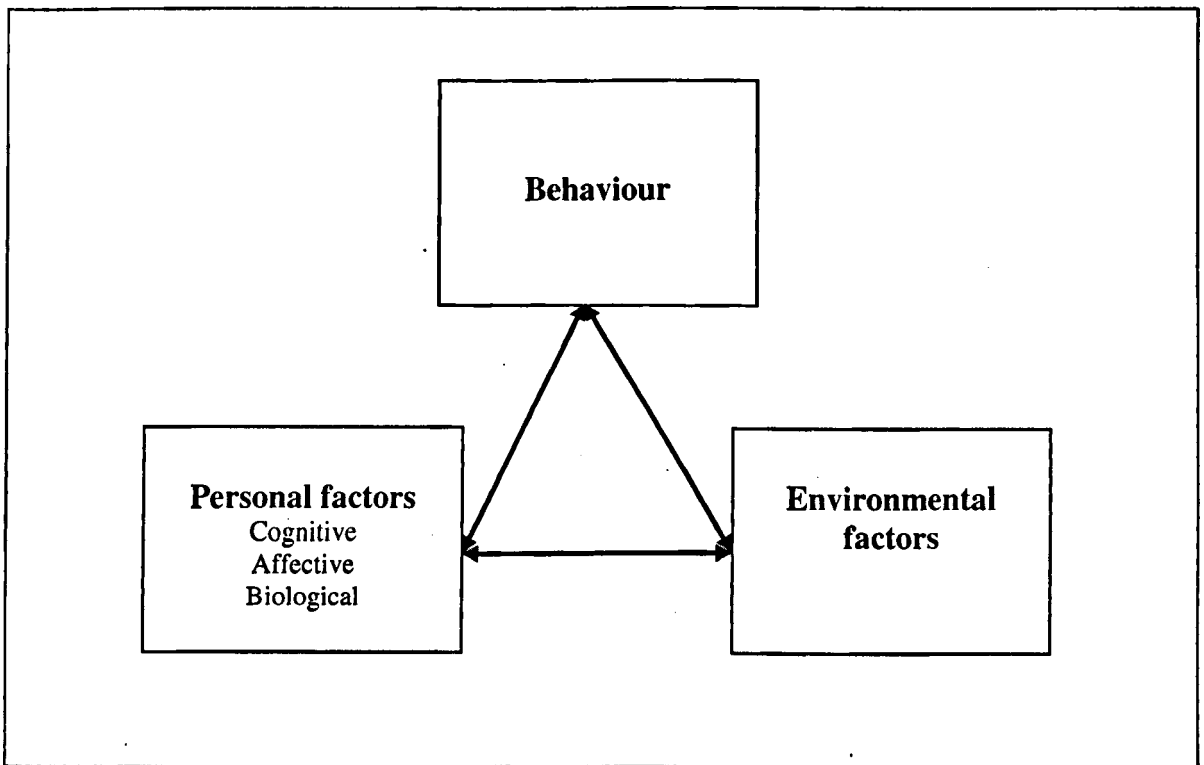 Behaviour
Personal factors
Cognitive
Affective
Biological
Environmental
factors